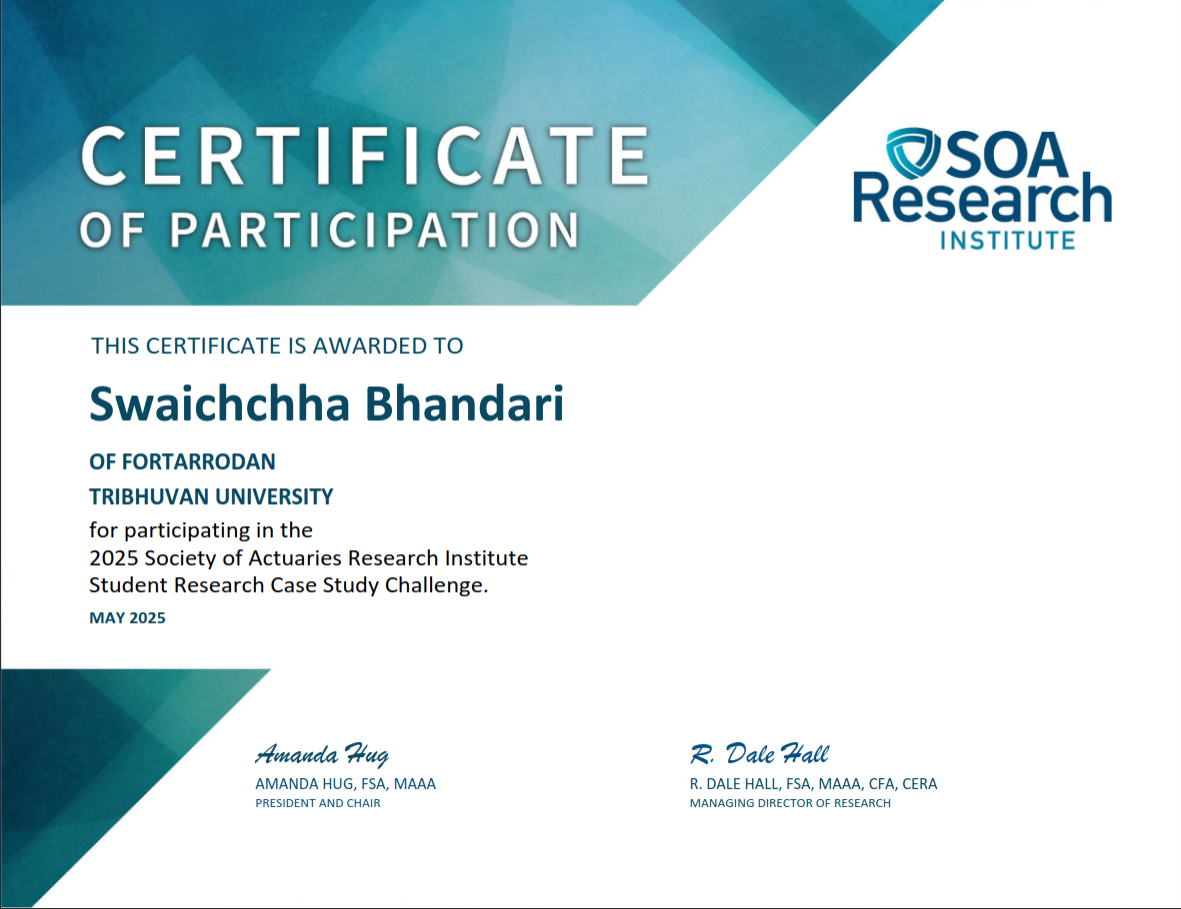 CERTIFICATE
OF PARTICIPATION
SOA
Research
INSTITUTE
THIS CERTIFICATE IS AWARDED TO
Swaichchha Bhandari
OF FORTARRODAN
TRIBHUVAN UNIVERSITY
for participating in the
2025 Society of Actuaries Research Institute
Student Research Case Study Challenge.
MAY 2025
Amanda Hug
AMANDA HUG, FSA, MAAA
PRESIDENT AND CHAIR
R. Dale Hall
R. DALE HALL, FSA, MAAA, CFA, CERA
MANAGING DIRECTOR OF RESEARCH